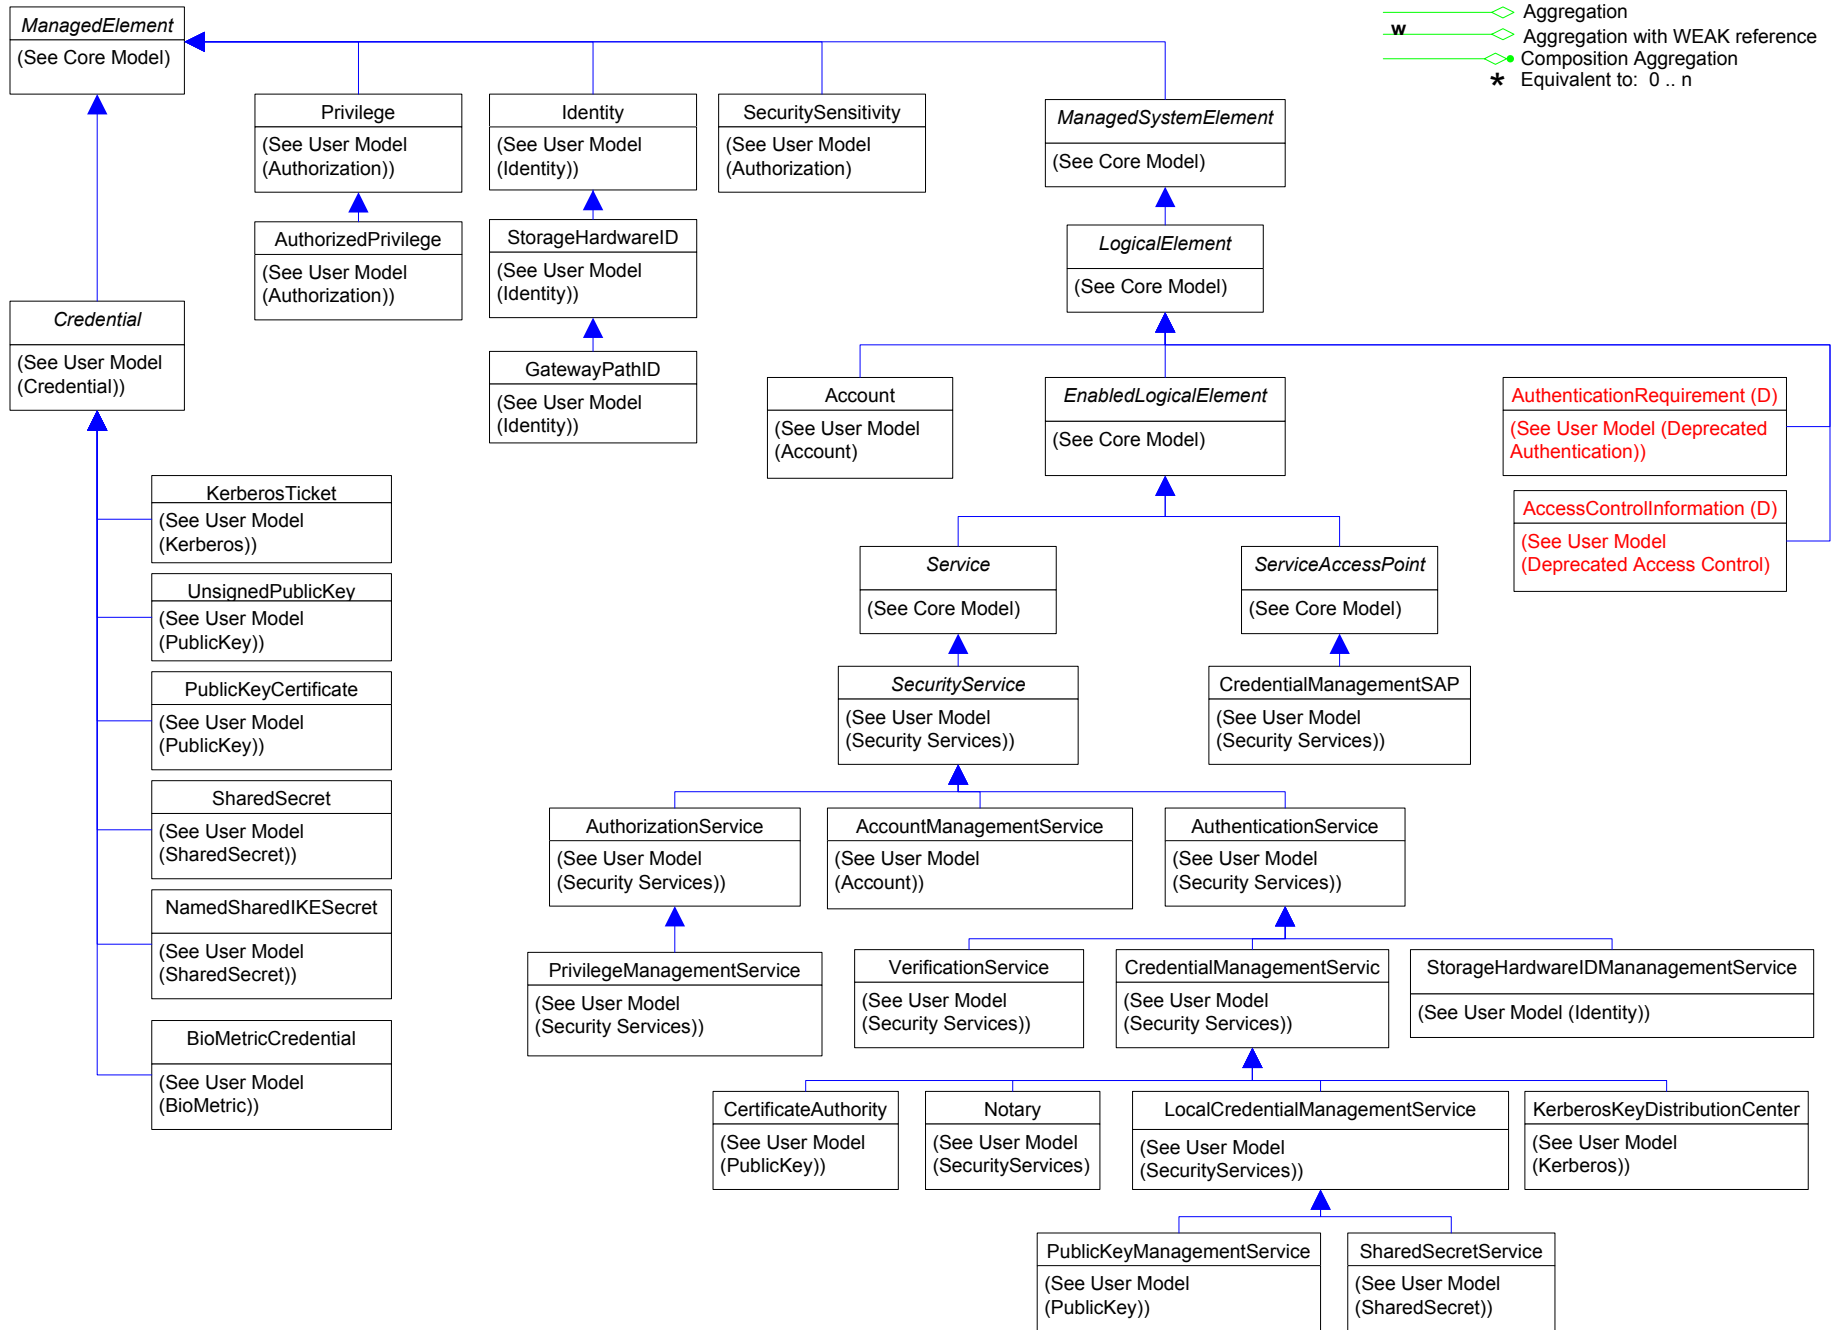 ManagedElement
(See Core Model)
Aggregation
w
Aggregation with WEAK reference
Composition Aggregation
* Equivalent to: 0 .. n
Privilege
(See User Model
(Authorization))
Identity
(See User Model
(Identity))
SecuritySensitivity
(See User Model
(Authorization)
ManagedSystemElement
(See Core Model)
AuthorizedPrivilege
(See User Model
(Authorization))
StorageHardwareID
(See User Model
(Identity))
LogicalElement
(See Core Model)
Credential
(See User Model
(Credential))
GatewayPathID
(See User Model
(Identity))
Account
(See User Model
(Account)
EnabledLogicalElement
(See Core Model)
AuthenticationRequirement (D)
(See User Model (Deprecated
Authentication))
AccessControlInformation (D)
(See User Model
(Deprecated Access Control)
KerberosTicket
(See User Model
(Kerberos))
UnsignedPublicKey
(See User Model
(PublicKey))
PublicKeyCertificate
(See User Model
(PublicKey))
SharedSecret
(See User Model
(SharedSecret))
NamedSharedIKESecret
(See User Model
(SharedSecret))
BioMetricCredential
(See User Model
(BioMetric))
Service
(See Core Model)
ServiceAccessPoint
(See Core Model)
SecurityService
(See User Model
(Security Services))
CredentialManagementSAP
(See User Model
(Security Services))
AuthorizationService
(See User Model
(Security Services))
AccountManagementService
(See User Model
(Account))
AuthenticationService
(See User Model
(Security Services))
PrivilegeManagementService
(See User Model
(Security Services))
VerificationService
(See User Model
(Security Services))
CredentialManagementServic
(See User Model
(Security Services))
StorageHardwareIDMananagementService
(See User Model (Identity))
CertificateAuthority
(See User Model
(PublicKey))
Notary
(See User Model
(SecurityServices)
LocalCredentialManagementService
(See User Model
(SecurityServices))
KerberosKeyDistributionCenter
(See User Model
(Kerberos))
PublicKeyManagementService
(See User Model
(PublicKey))
SharedSecretService
(See User Model
(SharedSecret))